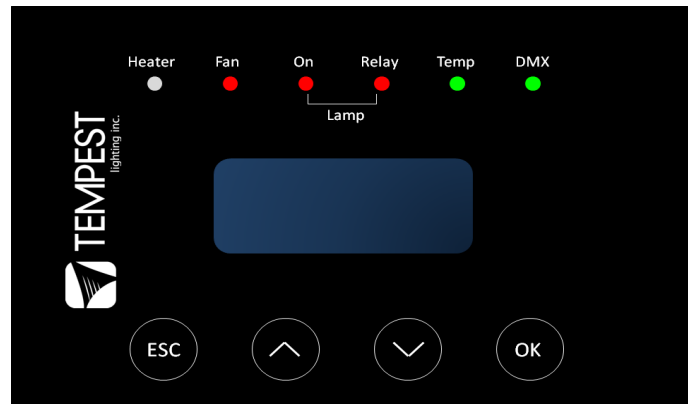 Heater Fan On Relay Temp DMX
Lamp
TEMPEST
lighting inc.
ESC OK